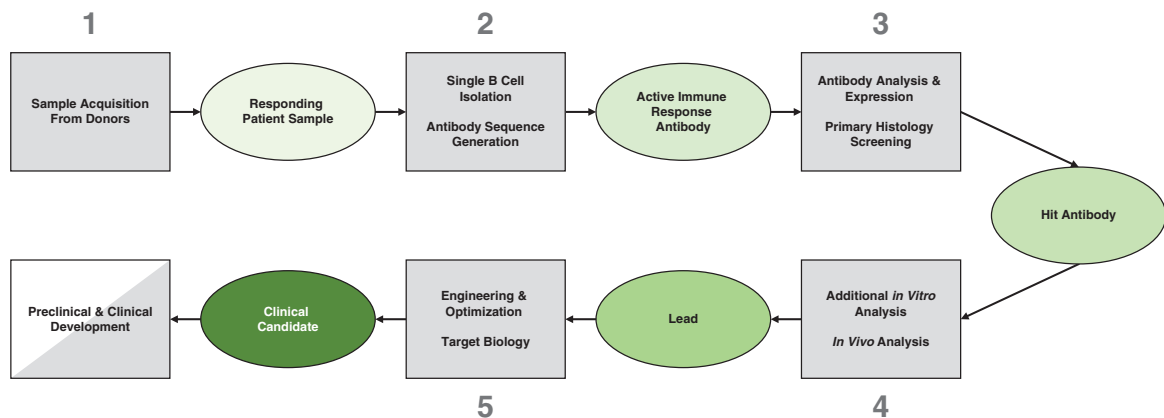 1
Sample Acquisition
From Donors
Responding
Patient Sample
2
Single B Cell
Isolation
Antibody Sequence
Generation
Active Immune
Response
Antibody
3
Antibody Analysis &
Expression
Primary Histology
Screening
Hit Antibody
Additional in Vitro
Analysis
In Vivo Analysis
4
Lead
Engineering &
Optimization
Target Biology
5
Clinical
Candidate
Preclinical & Clinical
Development